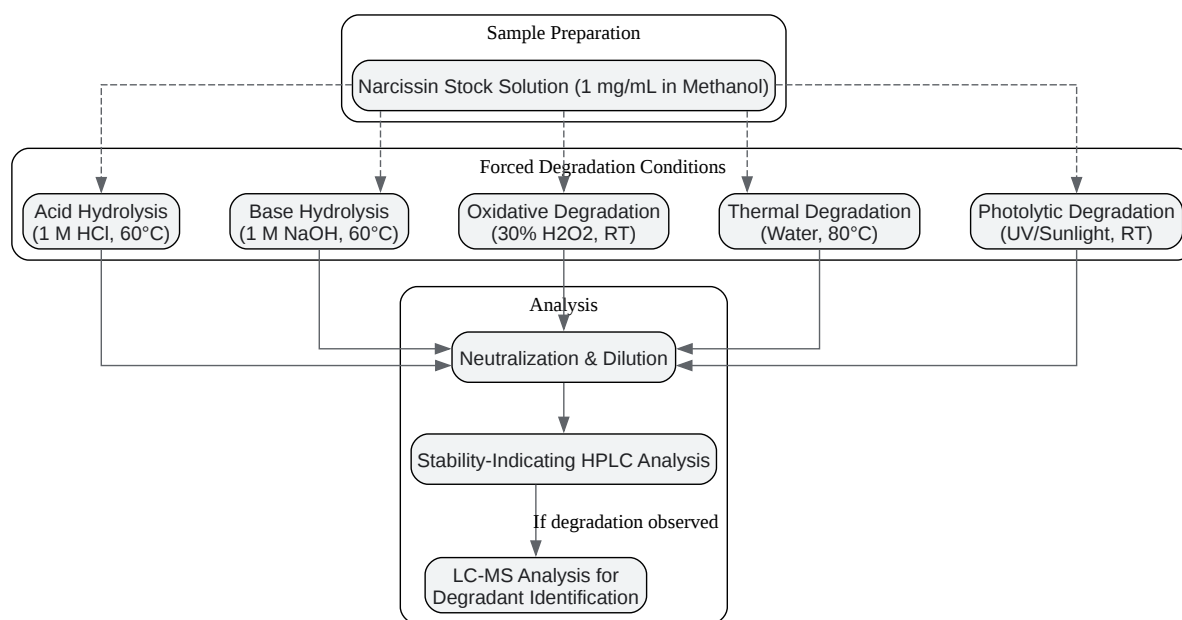 Sample Preparation
Narcissin Stock Solution (1 mg/mL in Methanol)
Forced Degradation Conditions
Acid Hydrolysis
(1 M HCl, 60°C)
Base Hydrolysis
(1 M NaOH, 60°C)
Oxidative Degradation
(30% H2O2, RT)
Thermal Degradation
(Water, 80°C)
Photolytic Degradation
(UV/Sunlight, RT)
Analysis
Neutralization & Dilution
Stability-Indicating HPLC Analysis
If degradation observed
LC-MS Analysis for
Degradant Identification